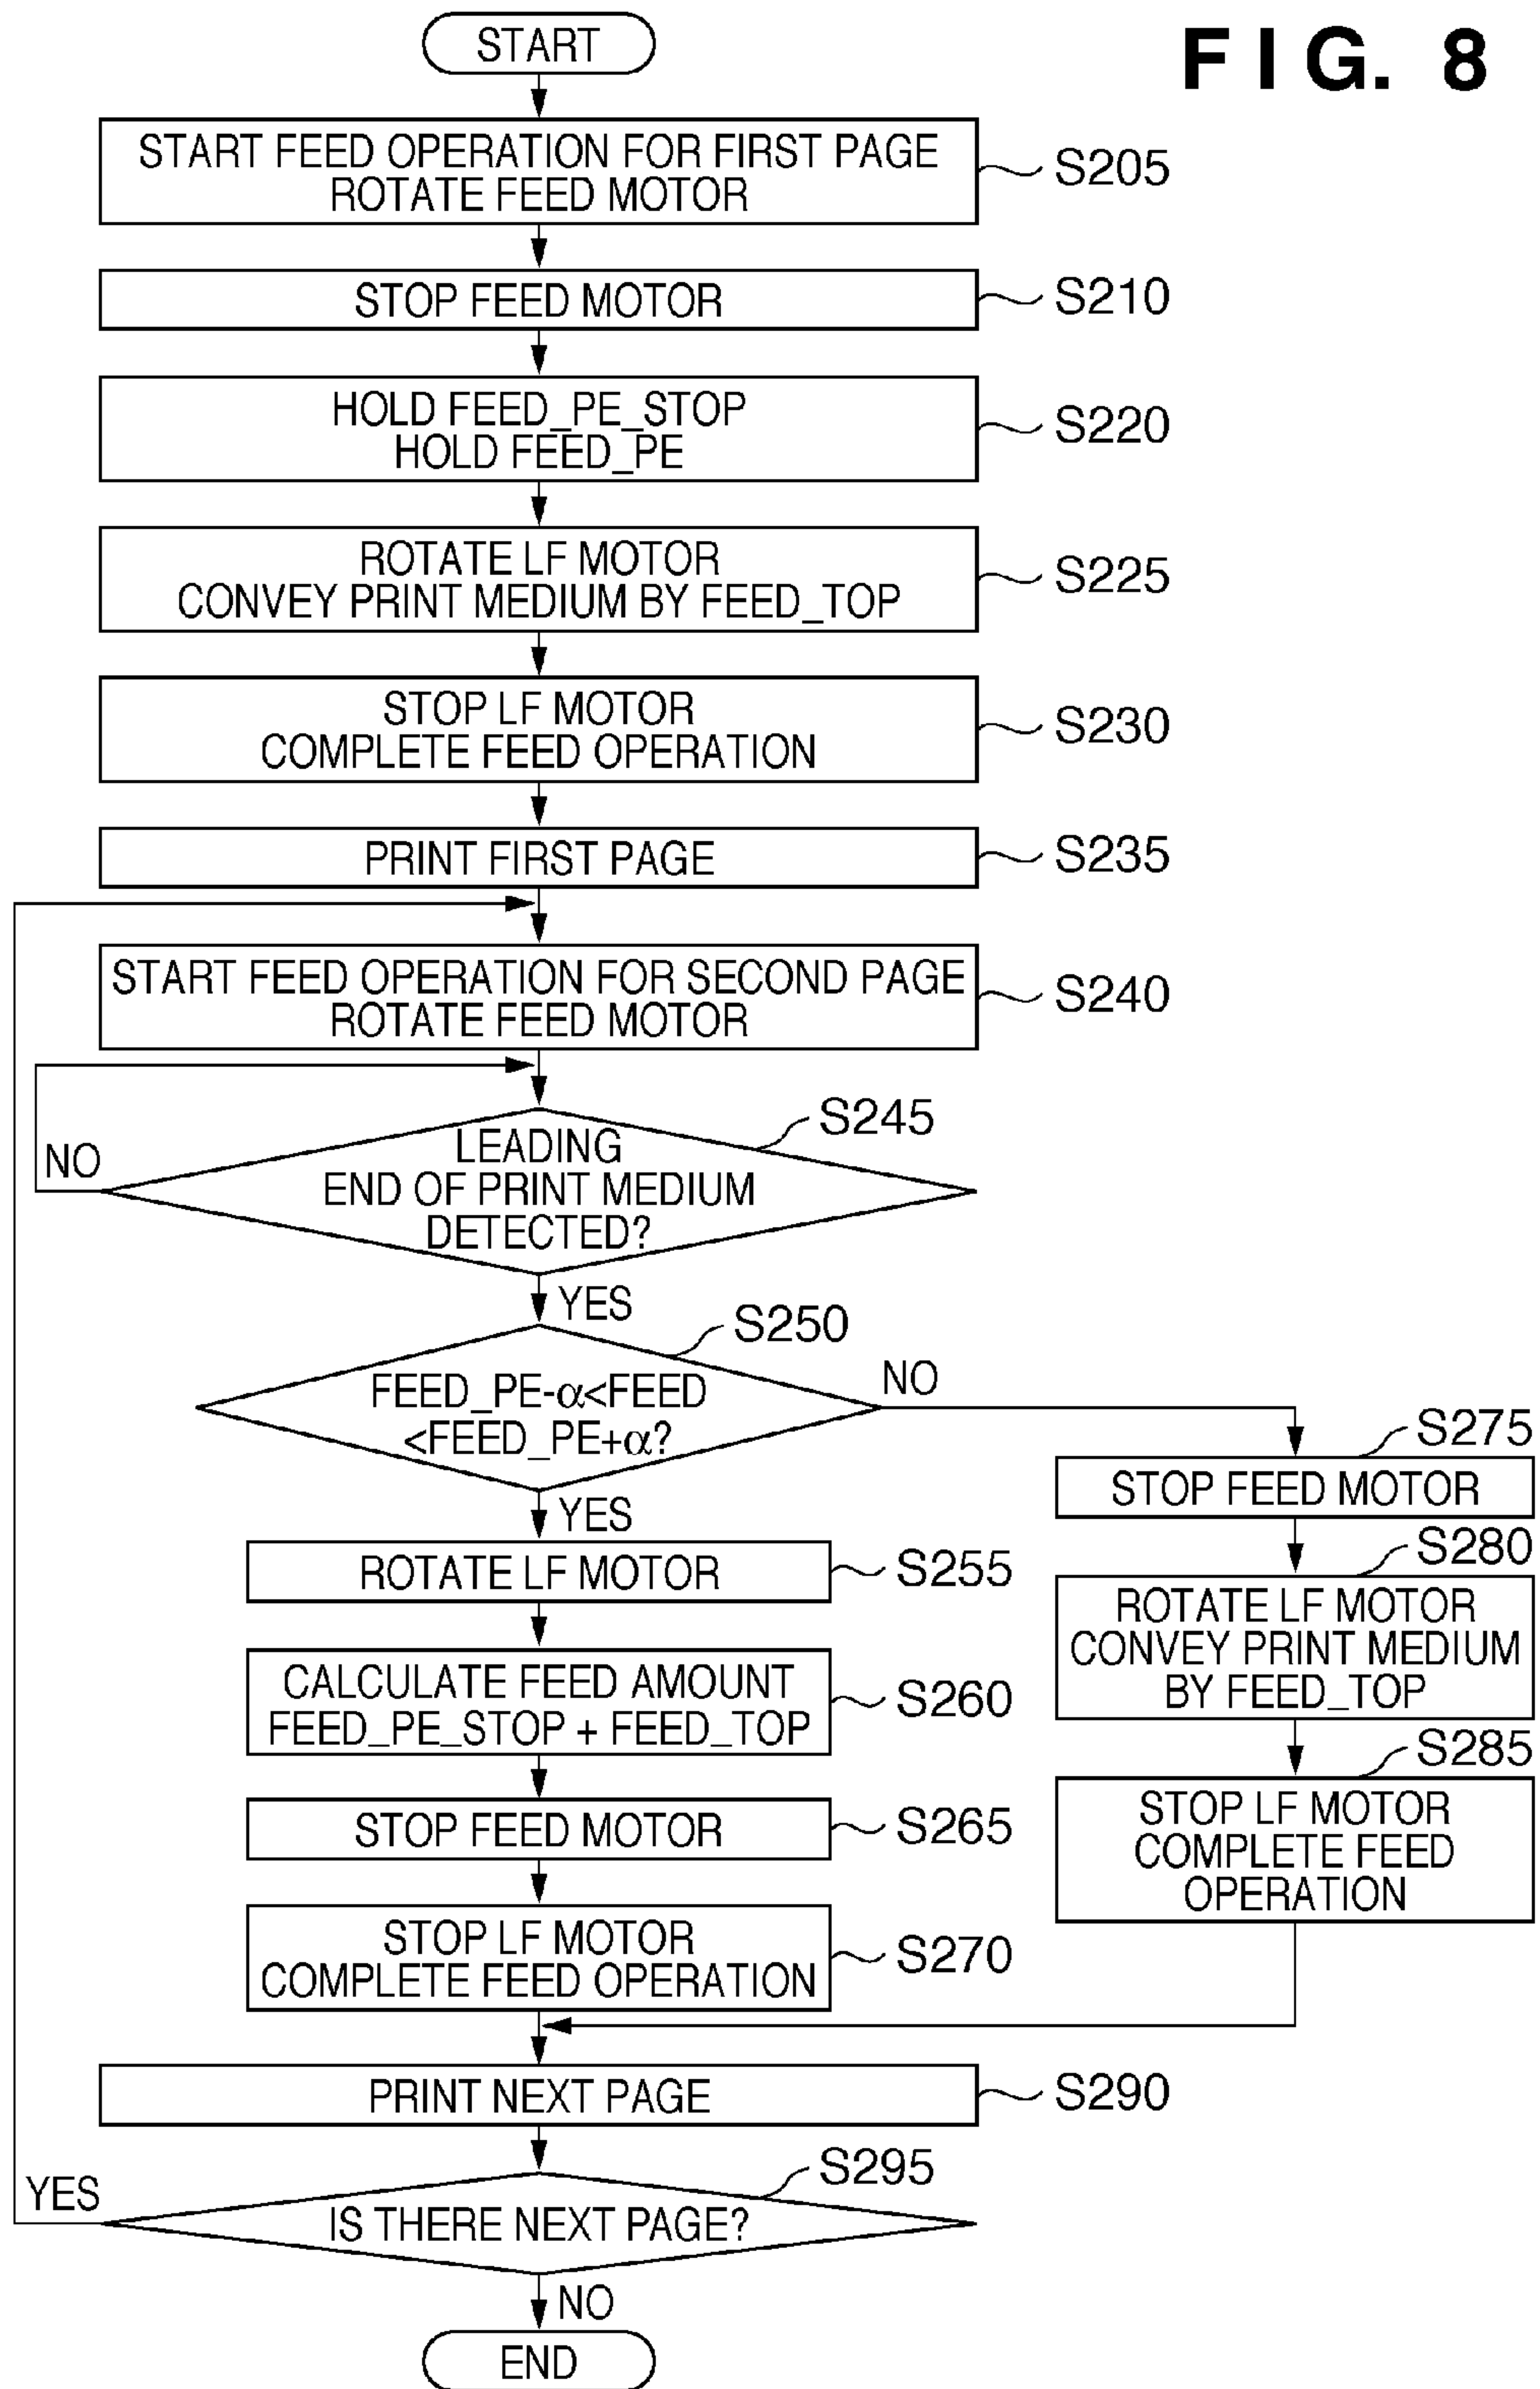 FIG. 8
START
START FEED OPERATION FOR FIRST PAGE
ROTATE FEED MOTOR
S205
STOP FEED MOTOR
S210
HOLD FEED_PE_STOP
HOLD FEED_PE
S220
ROTATE LF MOTOR
CONVEY PRINT MEDIUM BY FEED_TOP
S225
STOP LF MOTOR
COMPLETE FEED OPERATION
S230
PRINT FIRST PAGE
S235
START FEED OPERATION FOR SECOND PAGE
ROTATE FEED MOTOR
S240
S245
LEADING
END OF PRINT MEDIUM
DETECTED?
NO
YES
S250
FEED_PE-α<FEED
<FEED_PE+α?
NO
YES
S275
STOP FEED MOTOR
S280
ROTATE LF MOTOR
CONVEY PRINT MEDIUM
BY FEED_TOP
S285
STOP LF MOTOR
COMPLETE FEED
OPERATION
ROTATE LF MOTOR
S255
CALCULATE FEED AMOUNT
FEED_PE_STOP + FEED_TOP
S260
STOP FEED MOTOR
S265
STOP LF MOTOR
COMPLETE FEED OPERATION
S270
PRINT NEXT PAGE
S290
S295
IS THERE NEXT PAGE?
YES
NO
END